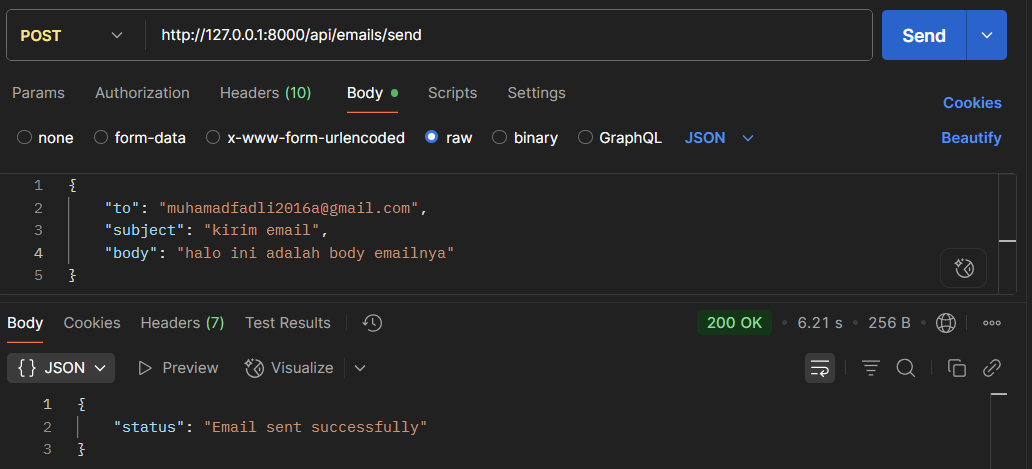 POST http://127.0.0.1:8000/api/emails/send Send
Params Authorization Headers (10) Body Scripts Settings Cookies
none form-data x-www-form-urlencoded raw binary GraphQL JSON Beautify
1 {
2 "to": "muhamadfadli2016a@gmail.com",
3 "subject": "kirim email",
4 "body": "halo ini adalah body emailnya"
5 }
Body Cookies Headers (7) Test Results 200 OK • 6.21 s • 256 B •
{} JSON Preview Visualize
1 {
2 "status": "Email sent successfully"
3 }